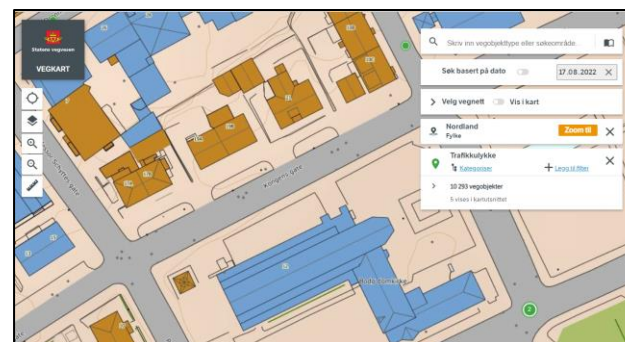 Statens vegvesen
VEGKART
Skriv inn vegobjekttype eller søkeområde...
Søk basert på dato
17.08.2022
Velg vegnett
Vis i kart
Nordland
Fylke
Zoom til
Trafikkulykke
Kategorier
Legg til filter
10 293 vegobjekter
5 vises i kartutsnittet
Kongens gate
Bodø domkirke
2